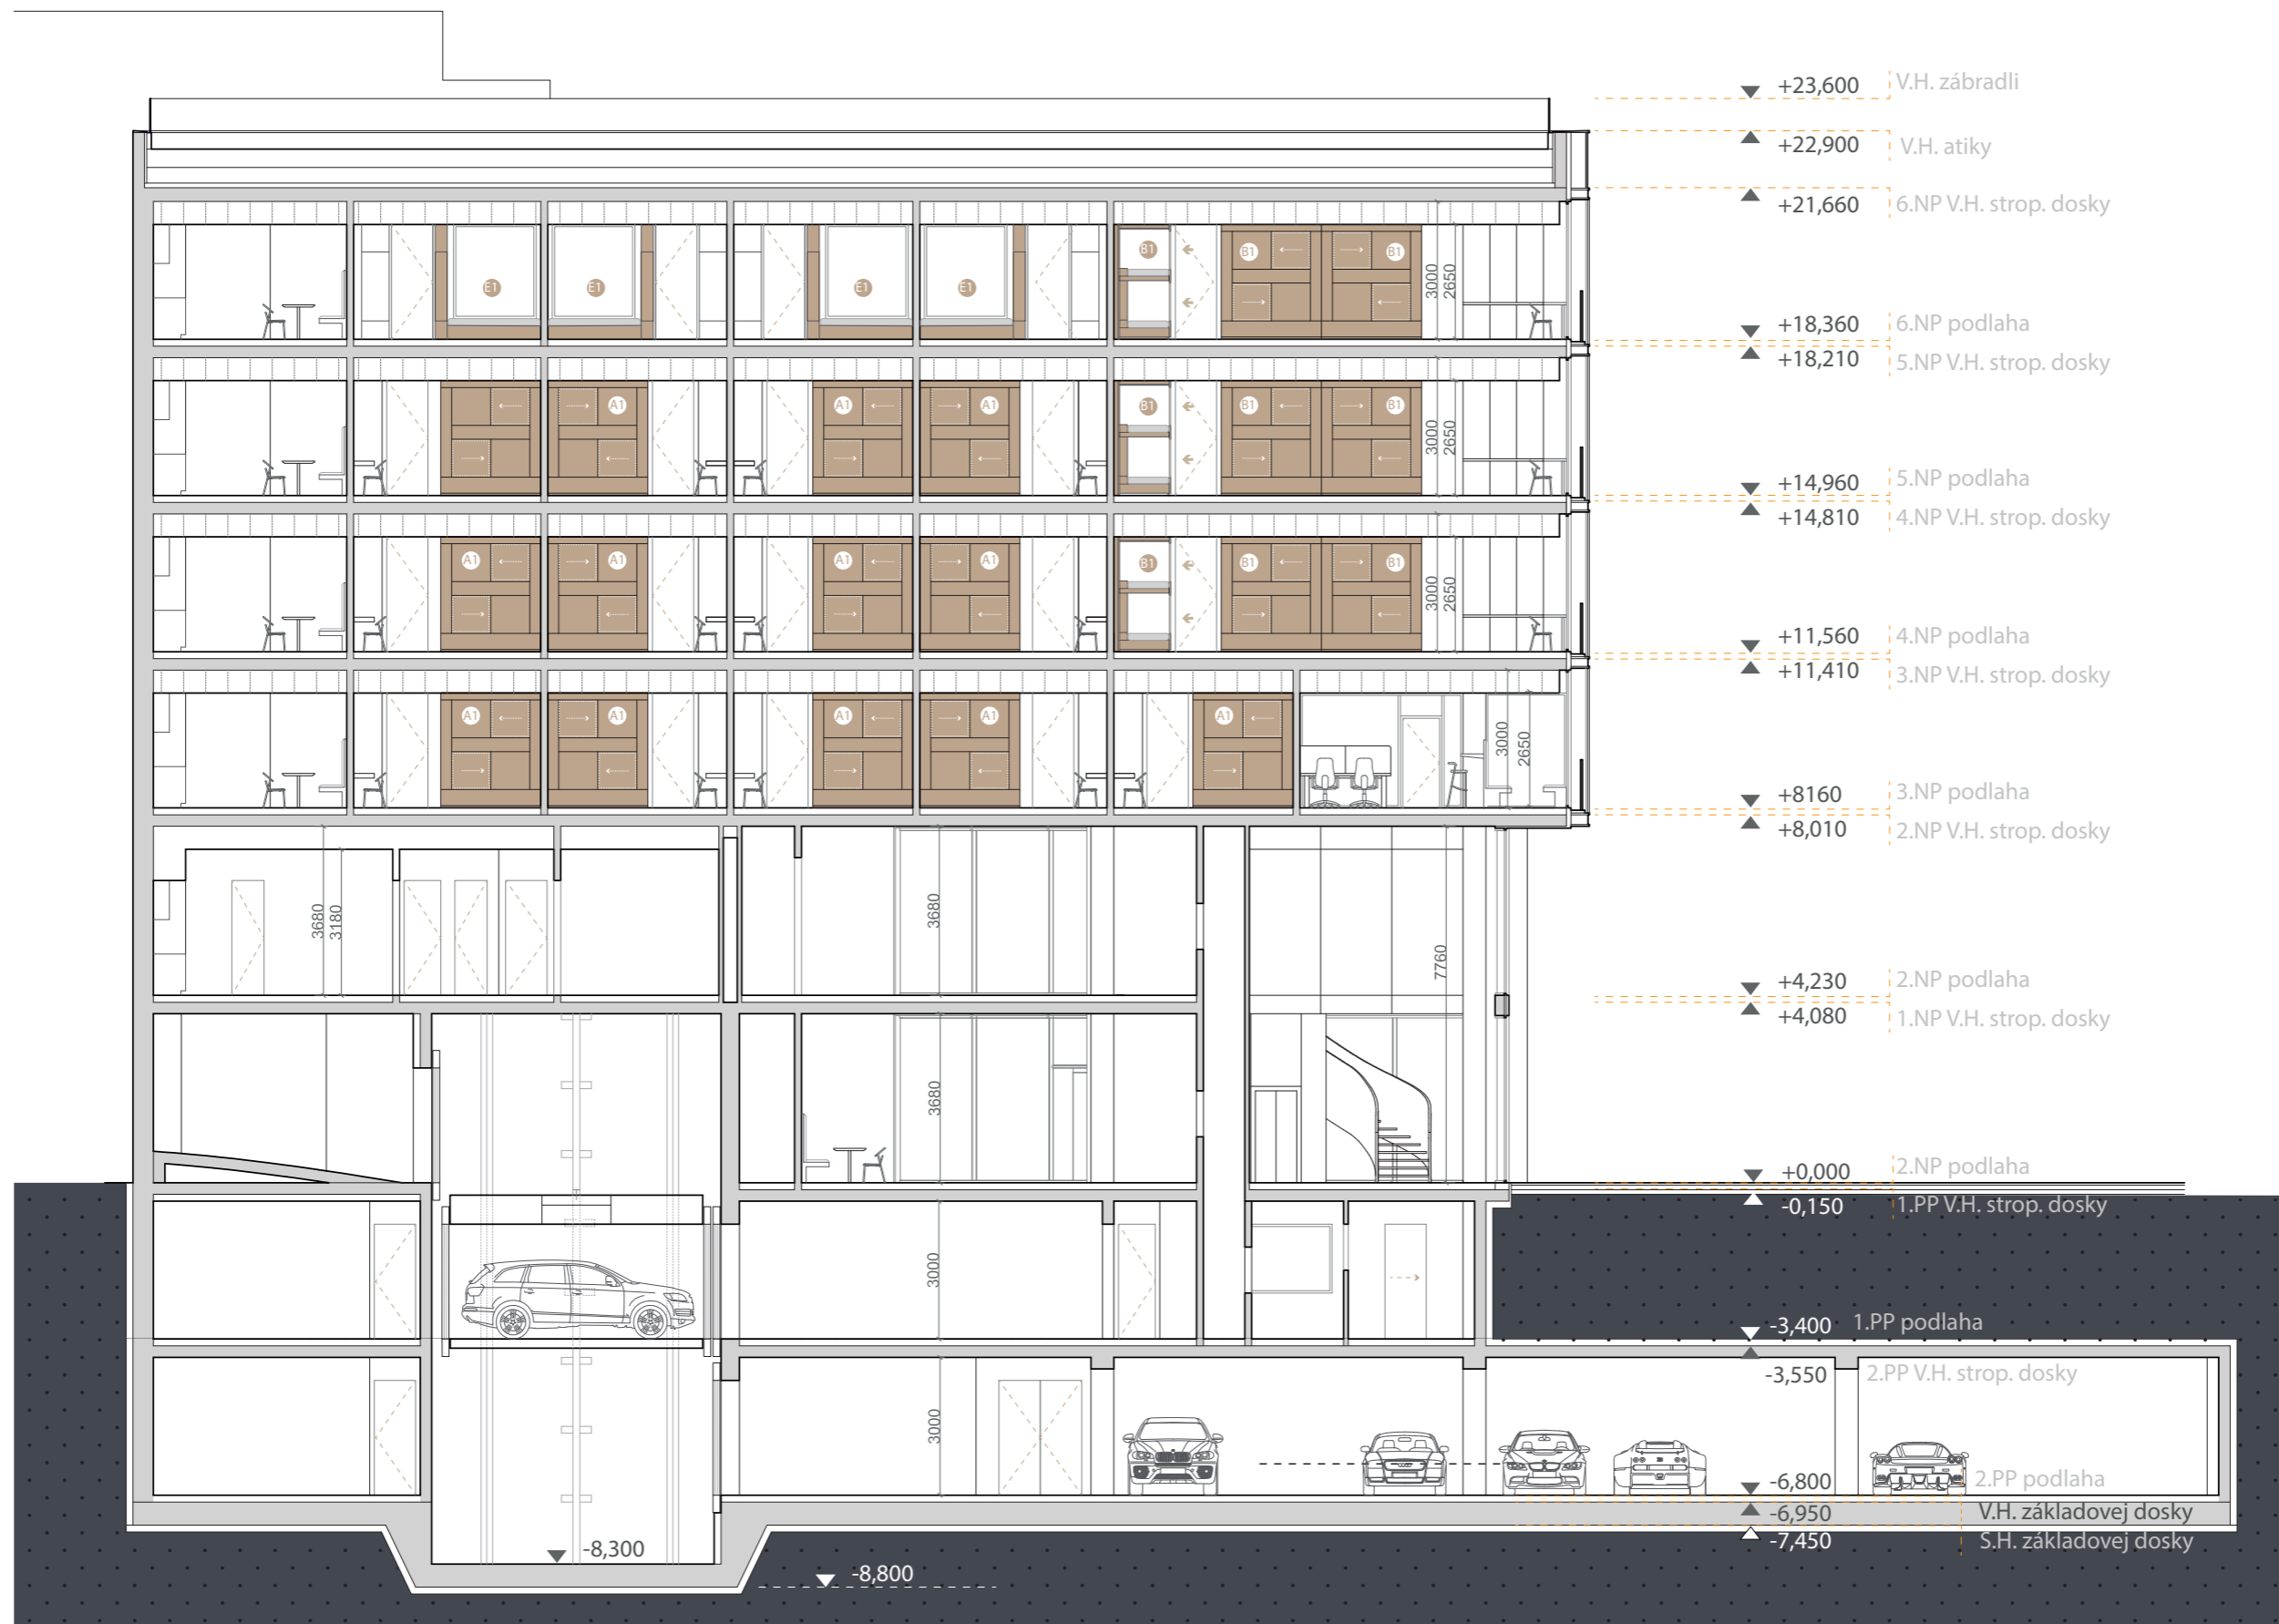 +23,600 V.H. zábradli
+22,900 V.H. atiky
+21,660 6.NP V.H. strop. dosky
E1 E1 E1 E1 B1 B1 B1
3000 2650
+18,360 6.NP podlaha
+18,210 5.NP V.H. strop. dosky
A1 A1 A1 B1 B1 B1
3000 2650
+14,960 5.NP podlaha
+14,810 4.NP V.H. strop. dosky
A1 A1 A1 A1 B1 B1 B1
3000 2650
+11,560 4.NP podlaha
+11,410 3.NP V.H. strop. dosky
A1 A1 A1 A1 A1
3000 2650
+8160 3.NP podlaha
+8,010 2.NP V.H. strop. dosky
3680 3180 3680 7760
+4,230 2.NP podlaha
+4,080 1.NP V.H. strop. dosky
3680
+0,000 2.NP podlaha
-0,150 1.PP V.H. strop. dosky
3000
-3,400 1.PP podlaha
-3,550 2.PP V.H. strop. dosky
3000
-6,800 2.PP podlaha
-6,950 V.H. základovej dosky
-7,450 S.H. základovej dosky
-8,300
-8,800